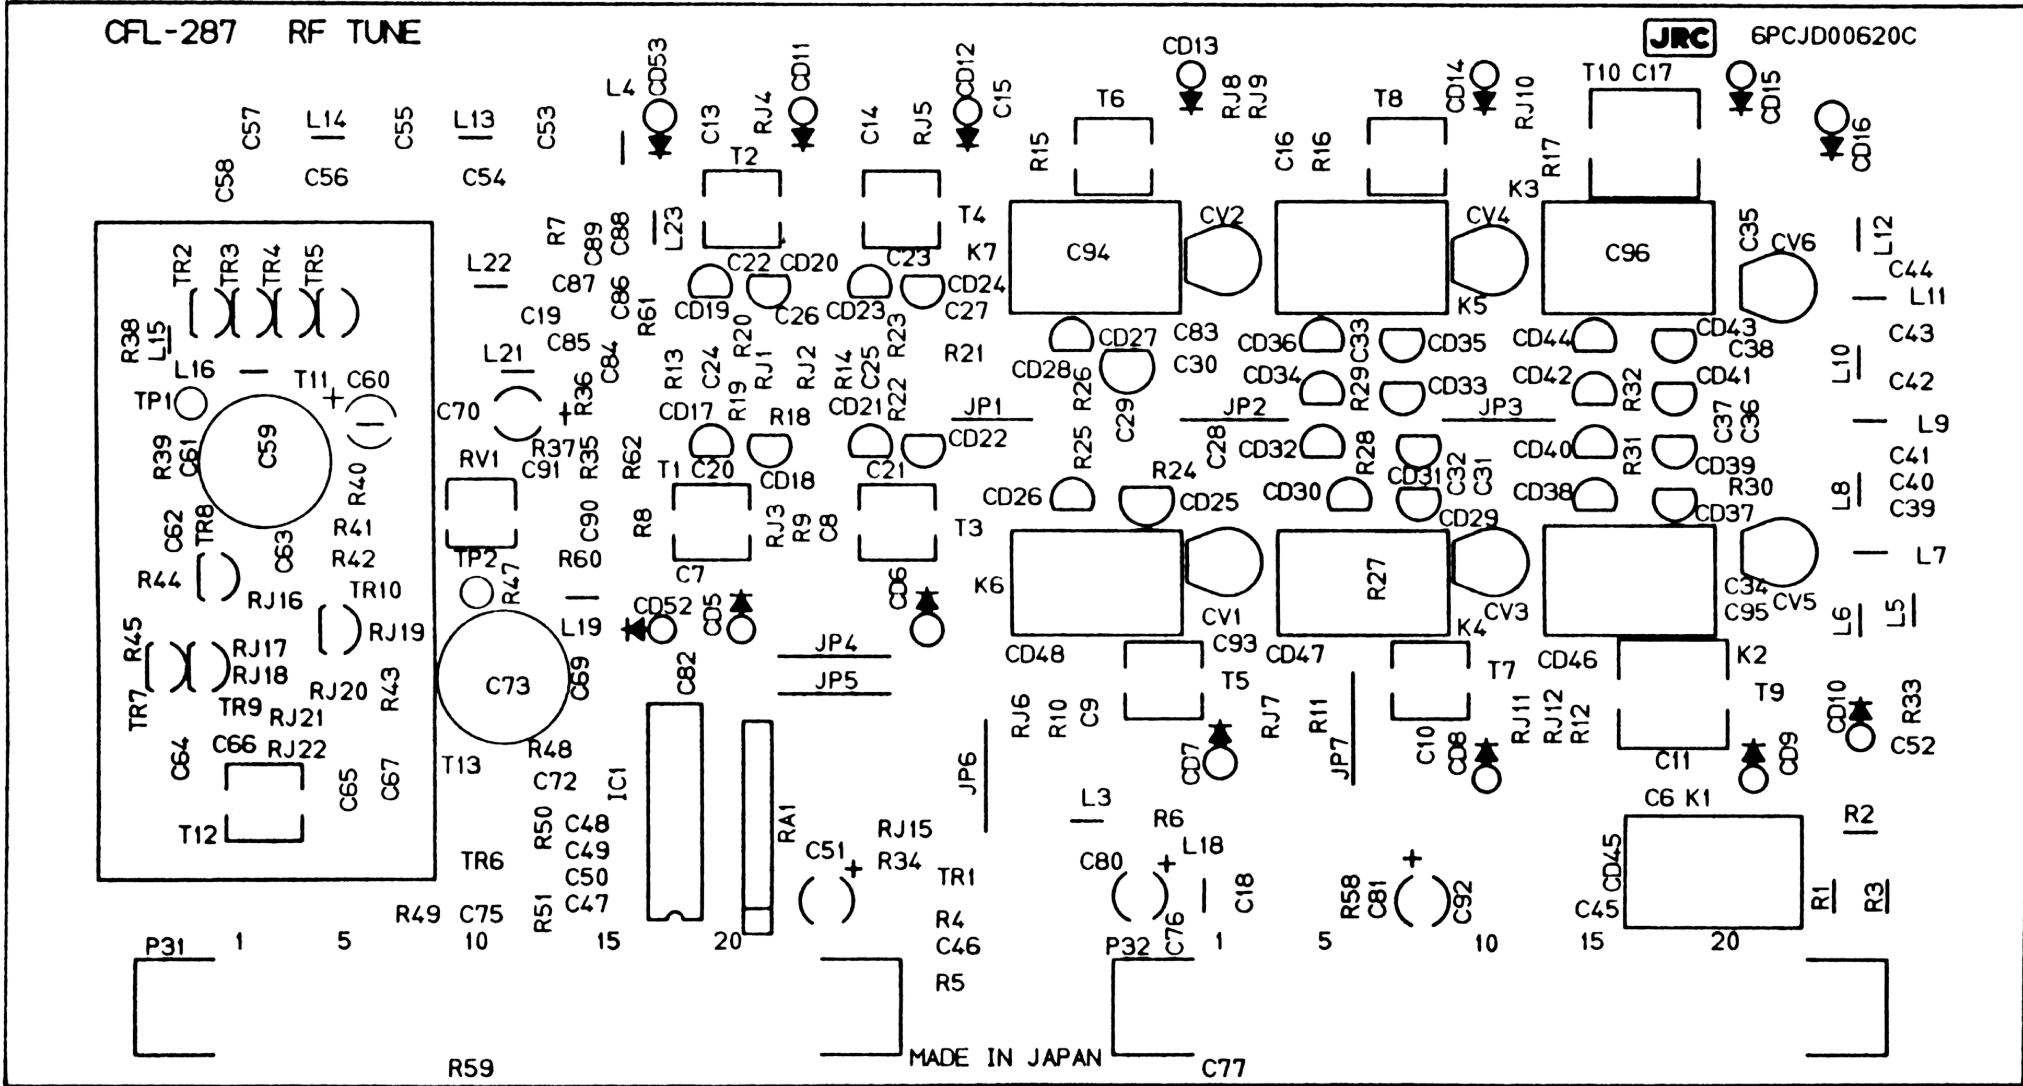 CFL-287 RF TUNE
JRC 6PCJD00620C
CD13
L4 CD53 CD11 CD12 C15 RJ8 RJ9 CD14 RJ10 T10 C17 CD15
C57 L14 C55 L13 C53 C13 RJ4 C14 RJ5 T6 T8
C58 C56 C54 T2 R15 C16 R16 R17 CD16
K3
R7 C89 C88 L23 T4 CV2 CV4 C35 L12
TR2 TR3 TR4 TR5 L22 C22 CD20 C23 K7 C94 C96 CV6
C87 C86 CD24 C44
CD19 C26 CD23 C27 K5 L11
C19 R61
R38 L15 C85 R20 R23 CD27 C83 CD36 C33 CD35 CD44 CD43 C43
L21 C84 R21 C38
L16 T11 + C60 R13 C24 RJ1 RJ2 R14 C25 CD28 C30 CD34 CD33 CD42 CD41 L10 C42
TP1 R36 R19 R22 R26 R29 R32
C70 + CD17 R18 CD21 JP1 C29 JP2 JP3 C37 C36 L9
R39 C61 C59 R37 CD22 CD32 CD40
RV1 C91 R35 R62 T1 C20 C21 R25 C28 R28 R31 C41
R40 CD18 R24 CD31 C32 C31 CD39
CD26 CD25 CD30 CD38 R30 L8 C40
C62 TR8 R41 C90 R8 RJ3 R9 C8 T3 CD29 CD37 C39
C63 R42 TP2 R60 L7
R44 RJ16 TR10 R47 C7 CD6 K6 R27 C34
CD52 CD5 CV1 CV3 C95 CV5 L6 L5
R45 RJ19 L19 K4
RJ17 JP4 CD48 C93 CD47 CD46 K2
RJ18 C73 C69 C82 JP5 T5 T7 T9
TR7 RJ20 R43
TR9 RJ21 RJ6 R10 C9 RJ7 R11 RJ11 RJ12 R12 CD10 R33
C64 C66 RJ22 R48 C10 CD8 CD9 C52
T13 CD7 JP7 C11
C65 C67 C72 IC1 JP6 L3 C6 K1
T12 R50 C48 RA1 RJ15 R6 R2
C49 C51 + R34 L18
TR6 C80 + +
C50 TR1 CD45
R49 C75 R51 C47 R4 C18 R58 C81 C92 C45 R1 R3
P31 1 5 10 15 20 C46 P32 C76 1 5 10 15 20
R5
R59 MADE IN JAPAN C77